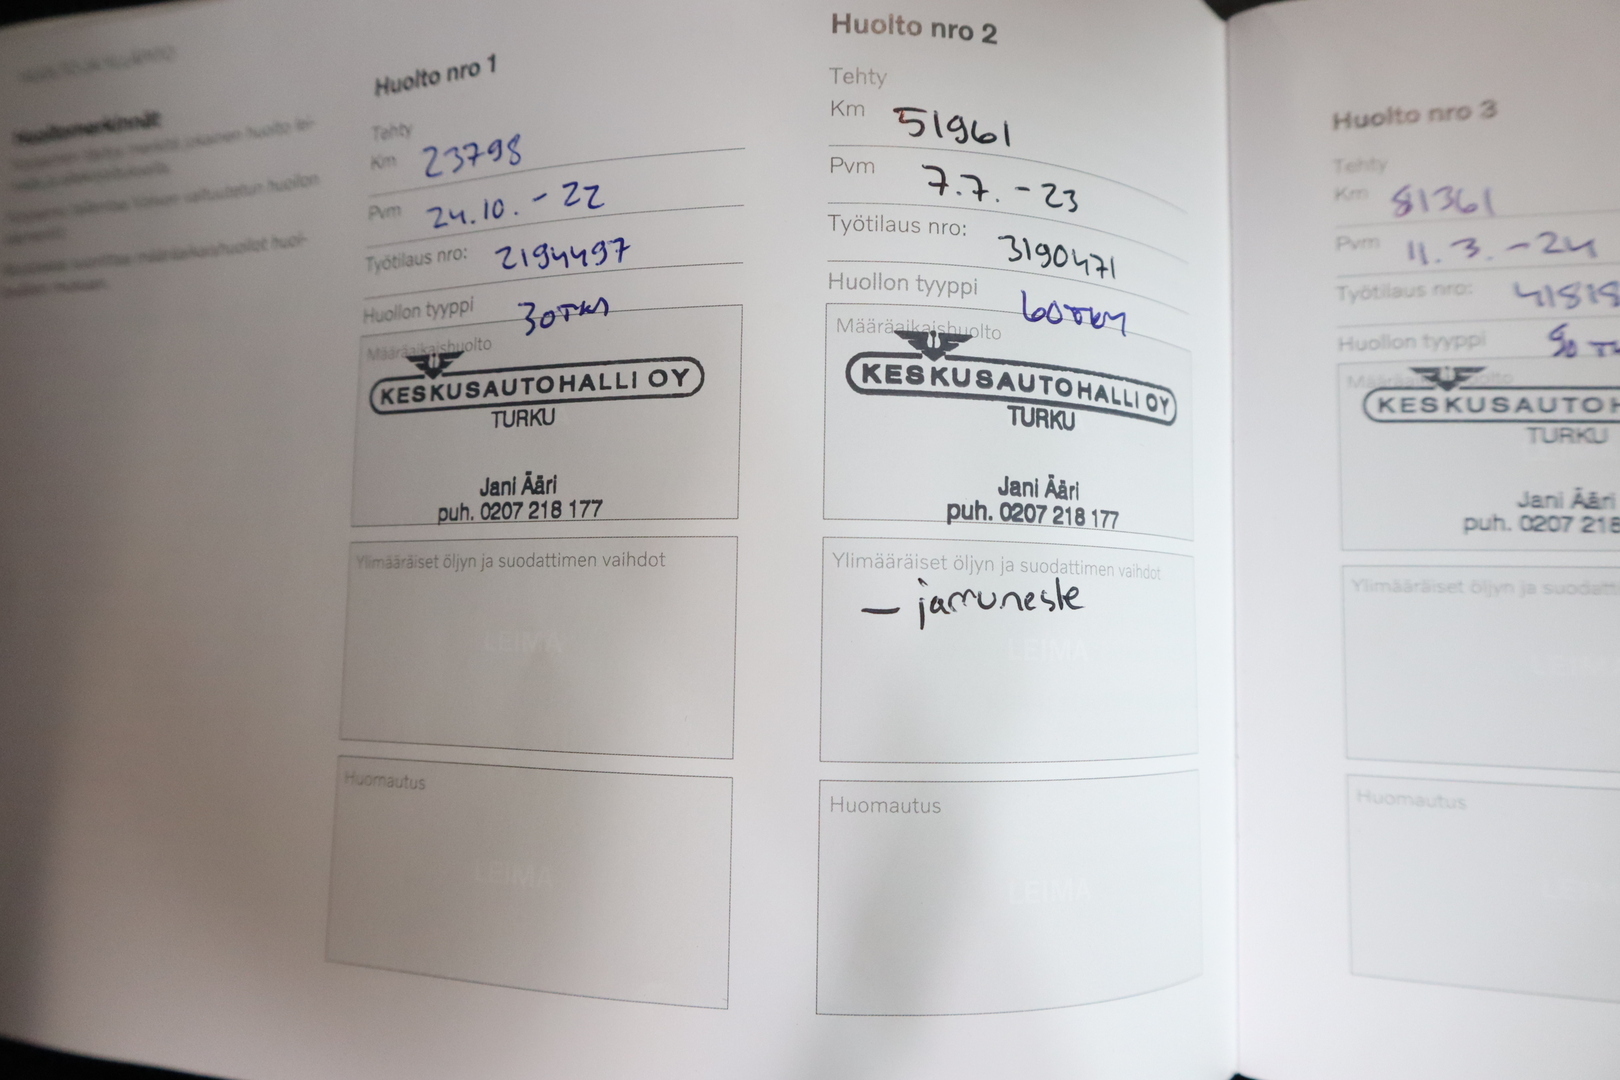 Huoltomerkinnät
Huolto nro 1
Tehty
Km 23798
Pvm 24.10. - 22
Työtilaus nro: 2194497
Huollon tyyppi 30TKM
Määräaikaishuolto
KESKUSAUTOHALLI OY
TURKU
Jani Ääri
puh. 0207 218 177
Ylimääräiset öljyn ja suodattimen vaihdot
LEIMA
Huomautus
LEIMA
Huolto nro 2
Tehty
Km 51961
Pvm 7.7. - 23
Työtilaus nro: 3190471
Huollon tyyppi 60TKM
Määräaikaishuolto
KESKUSAUTOHALLI OY
TURKU
Jani Ääri
puh. 0207 218 177
Ylimääräiset öljyn ja suodattimen vaihdot
— jarruneste
LEIMA
Huomautus
LEIMA
Huolto nro 3
Tehty
Km 81361
Pvm 11. 3. - 24
Työtilaus nro: 41818
Huollon tyyppi 90 T
KESKUSAUTOH
TURKU
Jani Ääri
puh. 0207 218
Ylimääräiset öljyn ja suodatt
Huomautus